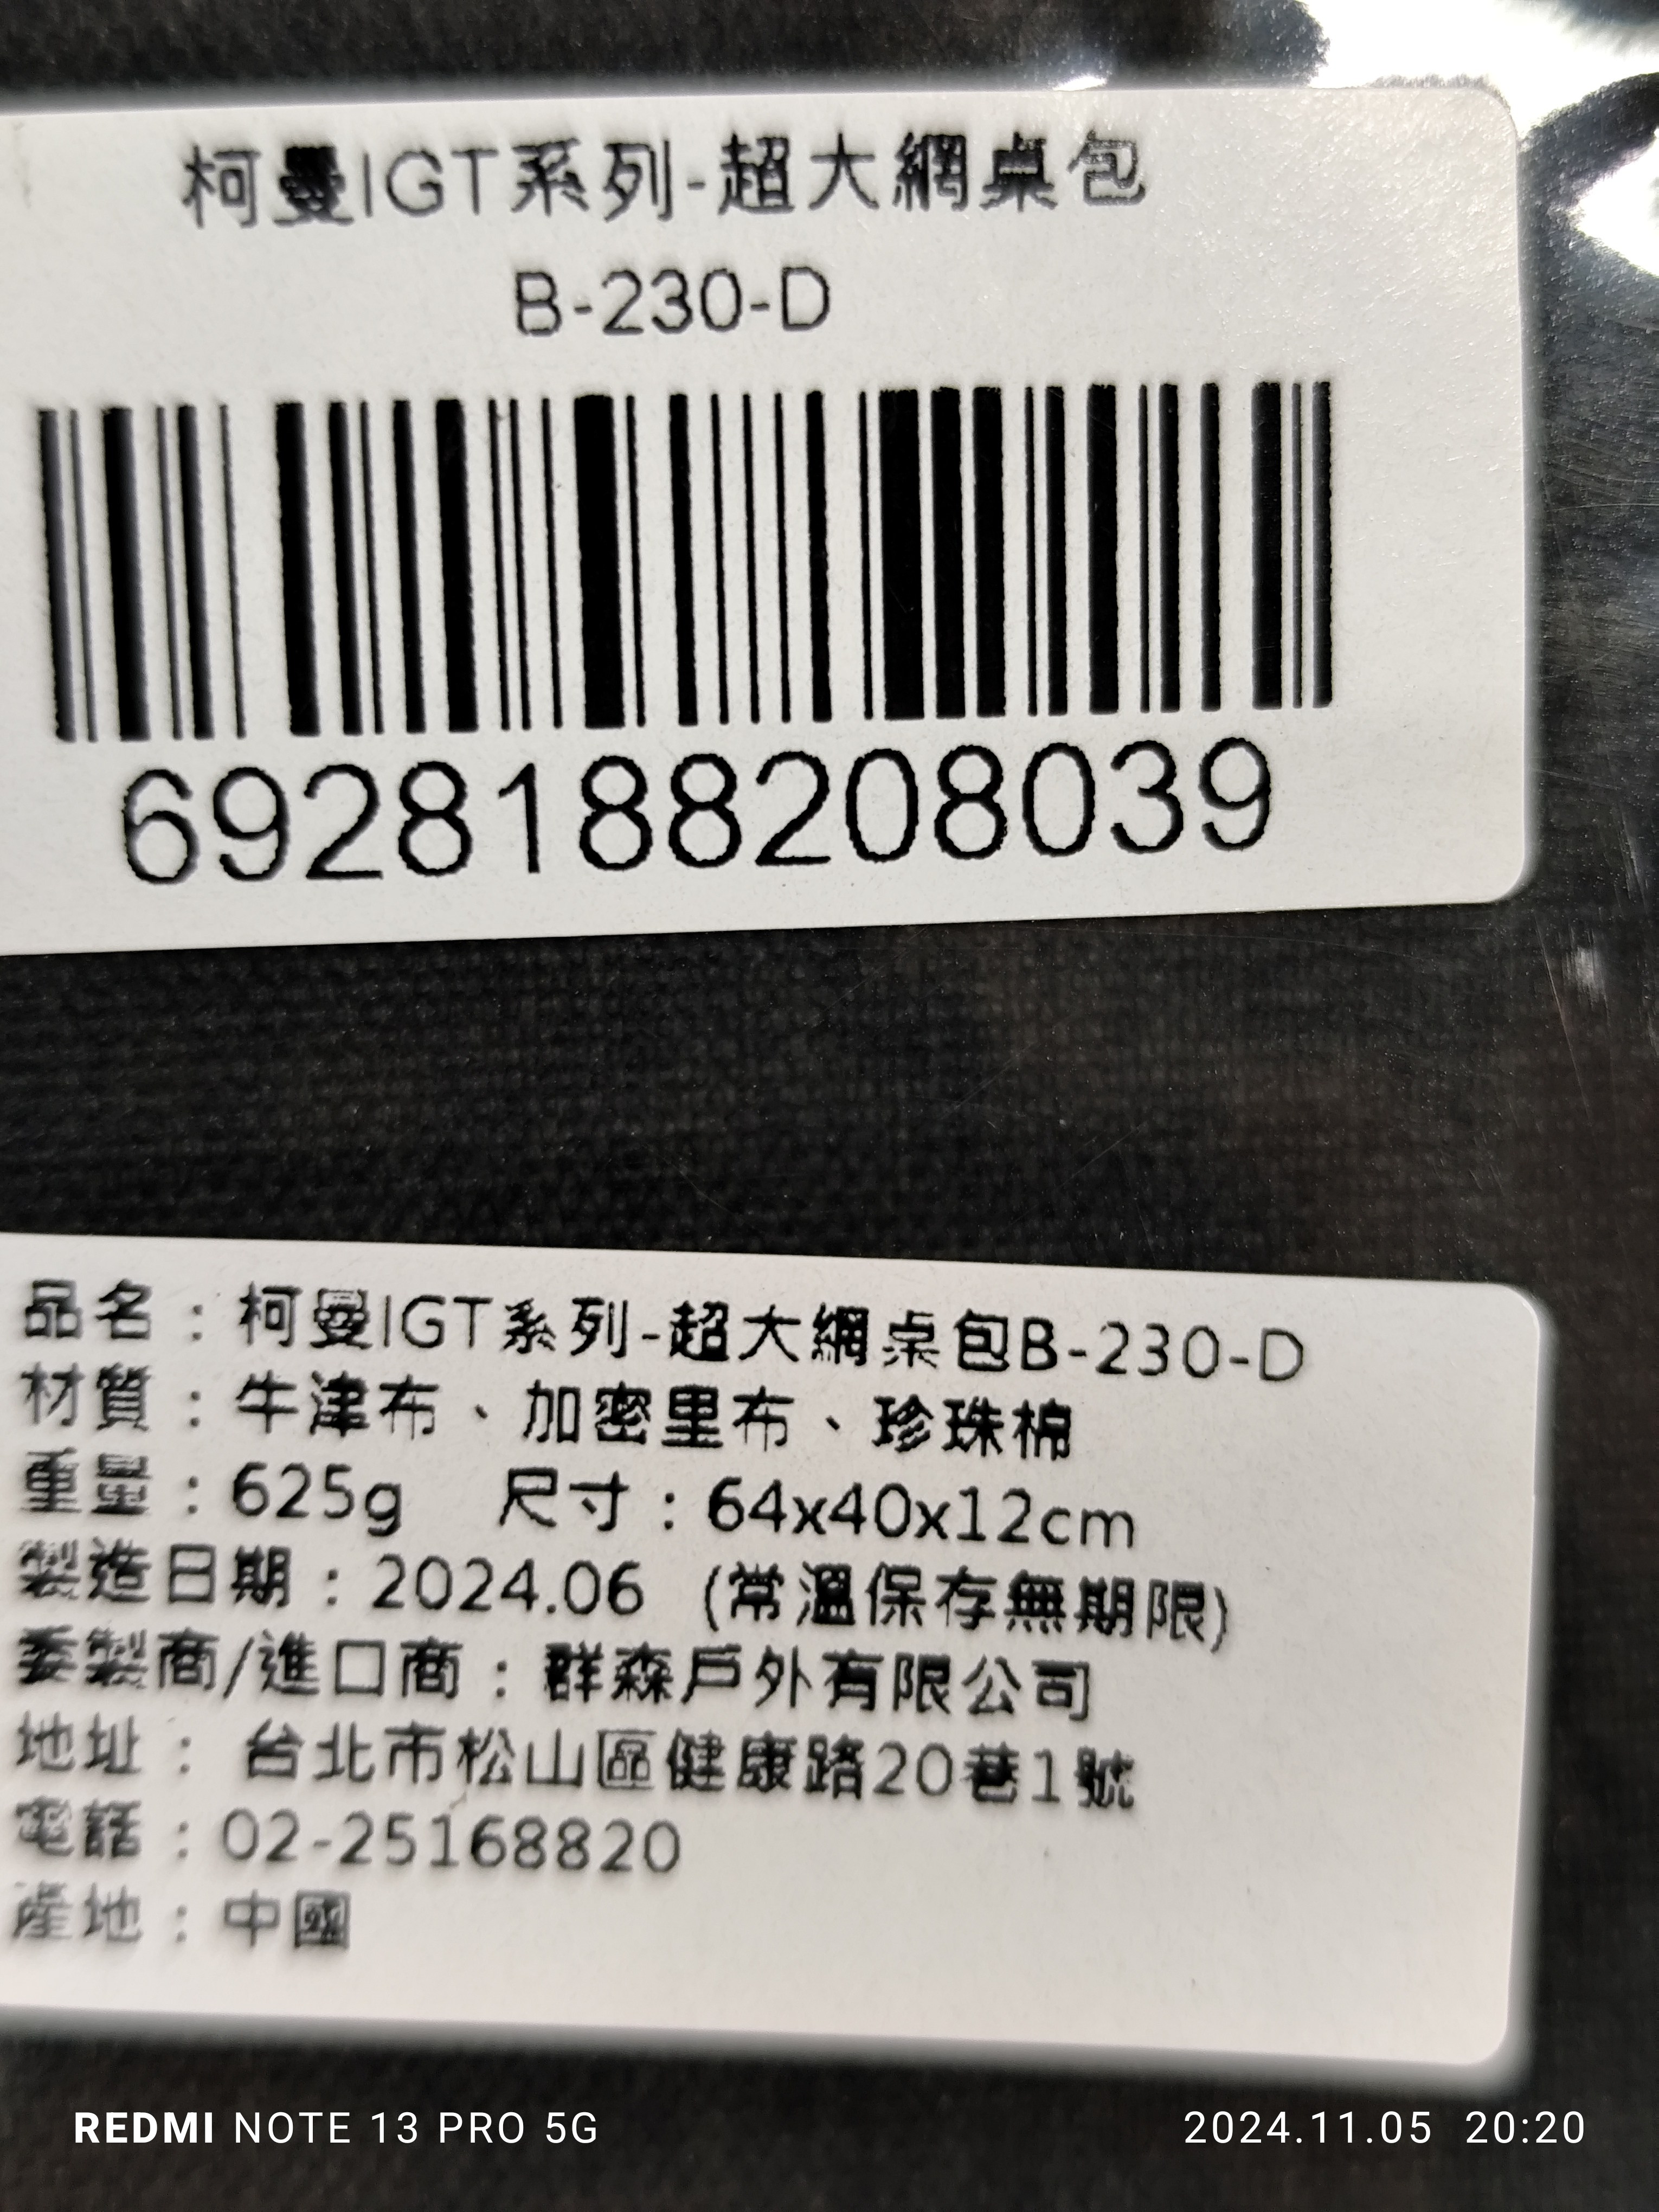 柯曼IGT系列-超大網桌包
B-230-D
6928188208039
品名：柯曼IGT系列-超大網桌包B-230-D
材質：牛津布、加密里布、珍珠棉
重量：625g 尺寸：64x40x12cm
製造日期：2024.06 (常溫保存無期限)
委製商/進口商：群森戶外有限公司
地址： 台北市松山區健康路20巷1號
電話：02-25168820
產地：中國
REDMI NOTE 13 PRO 5G 2024.11.05 20:20